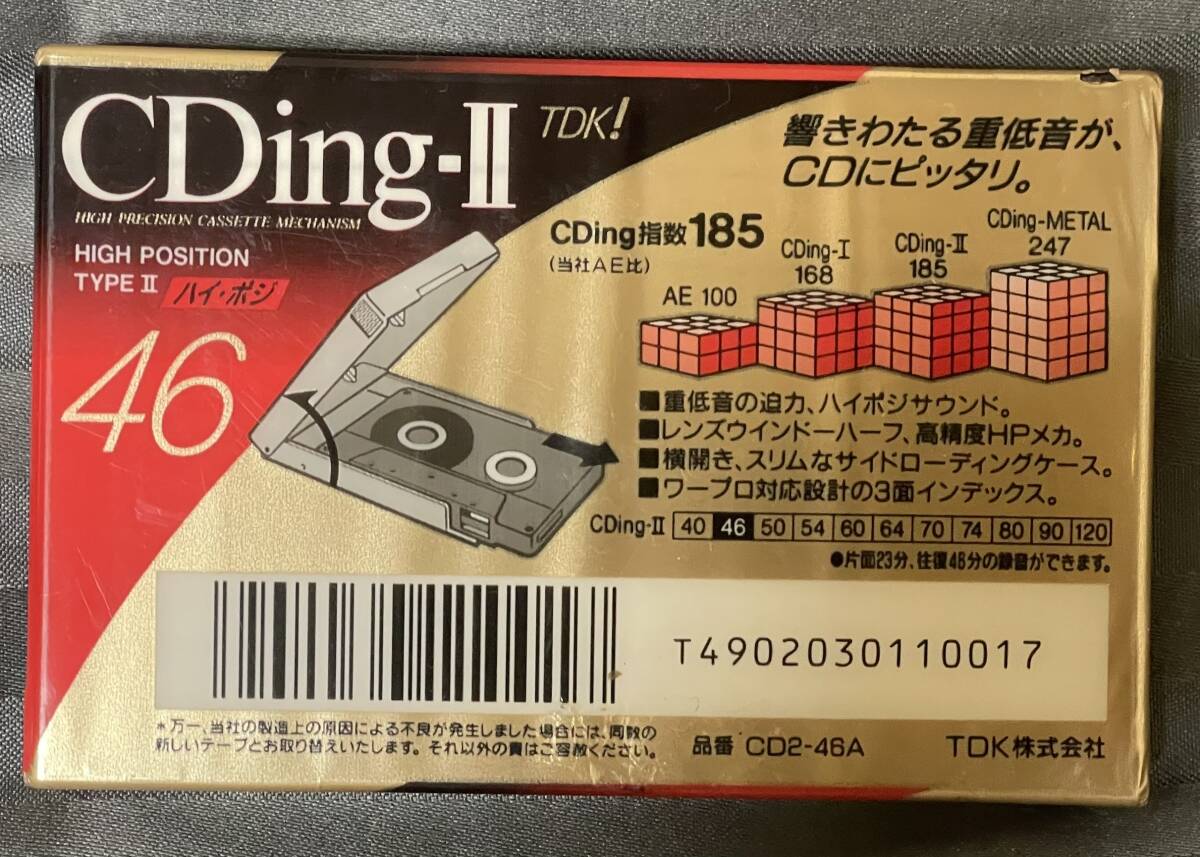 CDing-II
TDK!
HIGH PRECISION CASSETTE MECHANISM
HIGH POSITION
TYPE II ハイ・ポジ
46
響きわたる重低音が、
CDにピッタリ。
CDing指数185
(当社AE比)
AE 100
CDing-I
168
CDing-II
185
CDing-METAL
247
■重低音の迫力、ハイポジサウンド。
■レンズウインドーハーフ、高精度HPメカ。
■横開き、スリムなサイドローディングケース。
■ワープロ対応設計の3面インデックス。
CDing-II 40 46 50 54 60 64 70 74 80 90 120
●片面23分、往復46分の録音ができます。
T4902030110017
*万一、当社の製造上の原因による不良が発生しました場合には、同数の
新しいテープとお取り替えいたします。それ以外の責はご容赦ください。
品番 CD2-46A
TDK株式会社